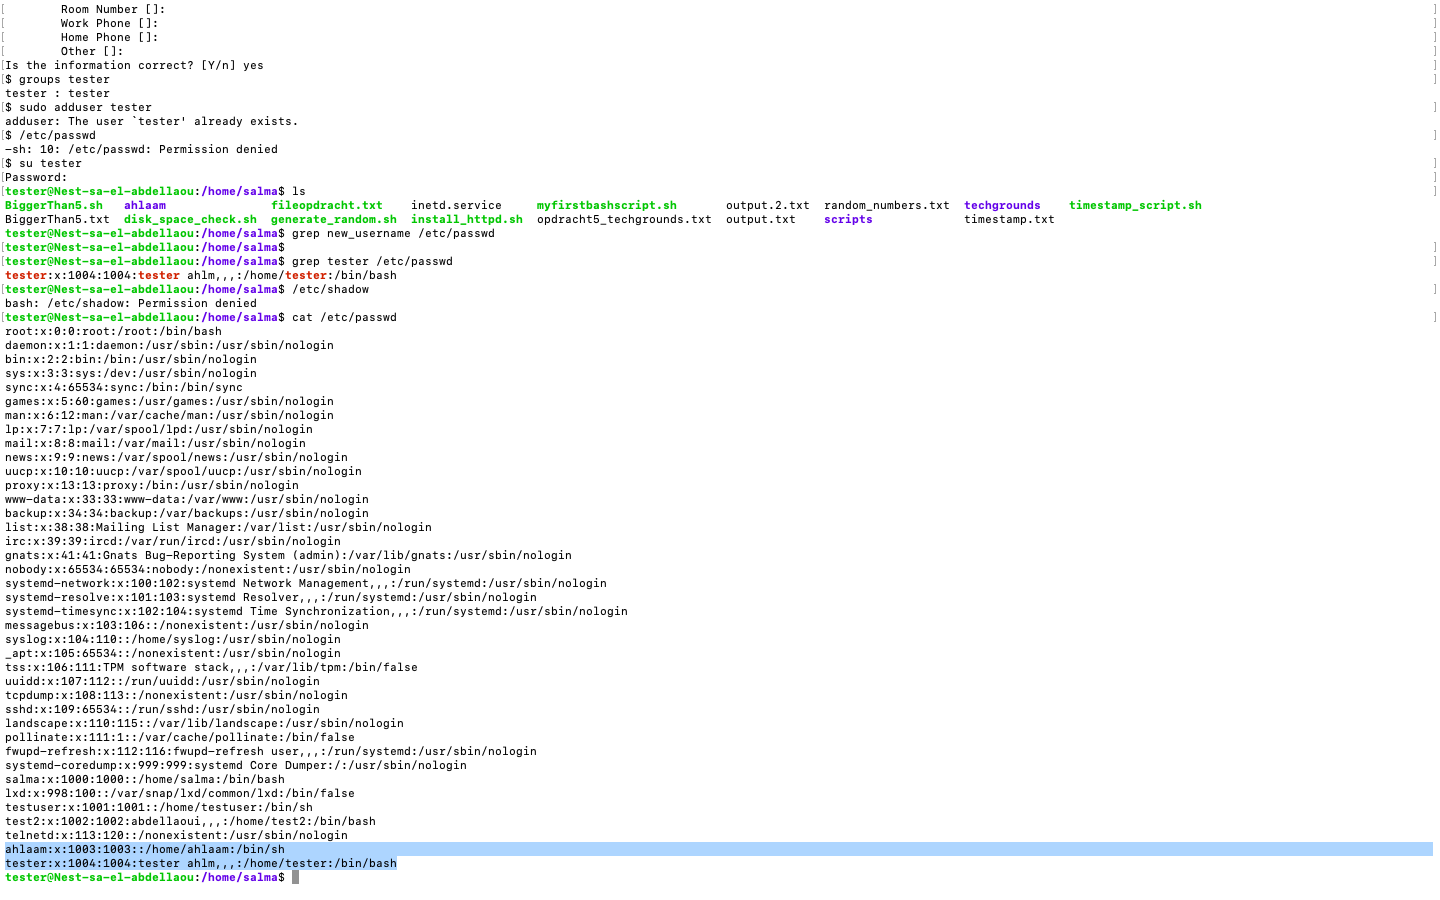 [        Room Number []:                    ]
[        Work Phone []:                    ]
[        Home Phone []:                    ]
[        Other []:                    ]
[Is the information correct? [Y/n] yes                    ]
[$ groups tester                    ]
tester : tester
[$ sudo adduser tester                    ]
adduser: The user `tester' already exists.
[$ /etc/passwd                    ]
-sh: 10: /etc/passwd: Permission denied
[$ su tester                    ]
[Password:                    ]
[tester@Nest-sa-el-abdellaou:/home/salma$ ls                    ]
BiggerThan5.sh   ahlaam               fileopdracht.txt    inetd.service     myfirstbashscript.sh       output.2.txt  random_numbers.txt  techgrounds    timestamp_script.sh
BiggerThan5.txt  disk_space_check.sh  generate_random.sh  install_httpd.sh  opdracht5_techgrounds.txt  output.txt    scripts             timestamp.txt
[tester@Nest-sa-el-abdellaou:/home/salma$ grep new_username /etc/passwd                    ]
[tester@Nest-sa-el-abdellaou:/home/salma$                    ]
[tester@Nest-sa-el-abdellaou:/home/salma$ grep tester /etc/passwd                    ]
tester:x:1004:1004:tester ahlm,,,:/home/tester:/bin/bash
[tester@Nest-sa-el-abdellaou:/home/salma$ /etc/shadow                    ]
bash: /etc/shadow: Permission denied
[tester@Nest-sa-el-abdellaou:/home/salma$ cat /etc/passwd                    ]
root:x:0:0:root:/root:/bin/bash
daemon:x:1:1:daemon:/usr/sbin:/usr/sbin/nologin
bin:x:2:2:bin:/bin:/usr/sbin/nologin
sys:x:3:3:sys:/dev:/usr/sbin/nologin
sync:x:4:65534:sync:/bin:/bin/sync
games:x:5:60:games:/usr/games:/usr/sbin/nologin
man:x:6:12:man:/var/cache/man:/usr/sbin/nologin
lp:x:7:7:lp:/var/spool/lpd:/usr/sbin/nologin
mail:x:8:8:mail:/var/mail:/usr/sbin/nologin
news:x:9:9:news:/var/spool/news:/usr/sbin/nologin
uucp:x:10:10:uucp:/var/spool/uucp:/usr/sbin/nologin
proxy:x:13:13:proxy:/bin:/usr/sbin/nologin
www-data:x:33:33:www-data:/var/www:/usr/sbin/nologin
backup:x:34:34:backup:/var/backups:/usr/sbin/nologin
list:x:38:38:Mailing List Manager:/var/list:/usr/sbin/nologin
irc:x:39:39:ircd:/var/run/ircd:/usr/sbin/nologin
gnats:x:41:41:Gnats Bug-Reporting System (admin):/var/lib/gnats:/usr/sbin/nologin
nobody:x:65534:65534:nobody:/nonexistent:/usr/sbin/nologin
systemd-network:x:100:102:systemd Network Management,,,:/run/systemd:/usr/sbin/nologin
systemd-resolve:x:101:103:systemd Resolver,,,:/run/systemd:/usr/sbin/nologin
systemd-timesync:x:102:104:systemd Time Synchronization,,,:/run/systemd:/usr/sbin/nologin
messagebus:x:103:106::/nonexistent:/usr/sbin/nologin
syslog:x:104:110::/home/syslog:/usr/sbin/nologin
_apt:x:105:65534::/nonexistent:/usr/sbin/nologin
tss:x:106:111:TPM software stack,,,:/var/lib/tpm:/bin/false
uuidd:x:107:112::/run/uuidd:/usr/sbin/nologin
tcpdump:x:108:113::/nonexistent:/usr/sbin/nologin
sshd:x:109:65534::/run/sshd:/usr/sbin/nologin
landscape:x:110:115::/var/lib/landscape:/usr/sbin/nologin
pollinate:x:111:1::/var/cache/pollinate:/bin/false
fwupd-refresh:x:112:116:fwupd-refresh user,,,:/run/systemd:/usr/sbin/nologin
systemd-coredump:x:999:999:systemd Core Dumper:/:/usr/sbin/nologin
salma:x:1000:1000::/home/salma:/bin/bash
lxd:x:998:100::/var/snap/lxd/common/lxd:/bin/false
testuser:x:1001:1001::/home/testuser:/bin/sh
test2:x:1002:1002:abdellaoui,,,:/home/test2:/bin/bash
telnetd:x:113:120::/nonexistent:/usr/sbin/nologin
ahlaam:x:1003:1003::/home/ahlaam:/bin/sh
tester:x:1004:1004:tester ahlm,,,:/home/tester:/bin/bash
tester@Nest-sa-el-abdellaou:/home/salma$